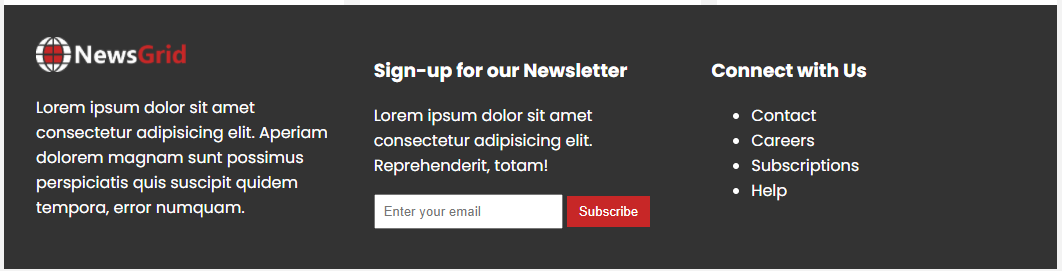 NewsGrid
Lorem ipsum dolor sit amet
consectetur adipisicing elit. Aperiam
dolorem magnam sunt possimus
perspiciatis quis suscipit quidem
tempora, error numquam.
Sign-up for our Newsletter
Lorem ipsum dolor sit amet
consectetur adipisicing elit.
Reprehenderit, totam!
Enter your email
Subscribe
Connect with Us
Contact
Careers
Subscriptions
Help